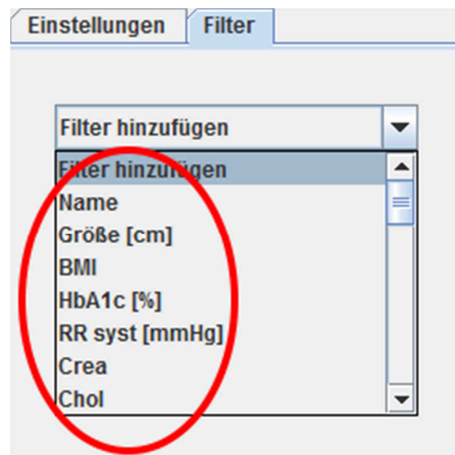 Einstellungen Filter
Filter hinzufügen
Filter hinzufügen
Name
Größe [cm]
BMI
HbA1c [%]
RR syst [mmHg]
Crea
Chol